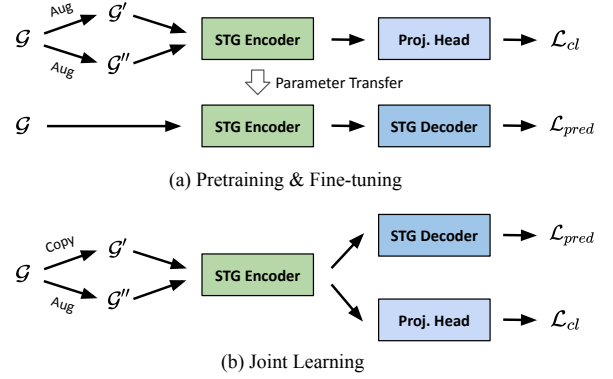 Aug
𝒢 𝒢′
Aug 𝒢″
STG Encoder Proj. Head ℒ_cl
Parameter Transfer
𝒢 STG Encoder STG Decoder ℒ_pred
(a) Pretraining & Fine-tuning
STG Decoder ℒ_pred
Copy 𝒢′
𝒢 STG Encoder
Aug 𝒢″
Proj. Head ℒ_cl
(b) Joint Learning